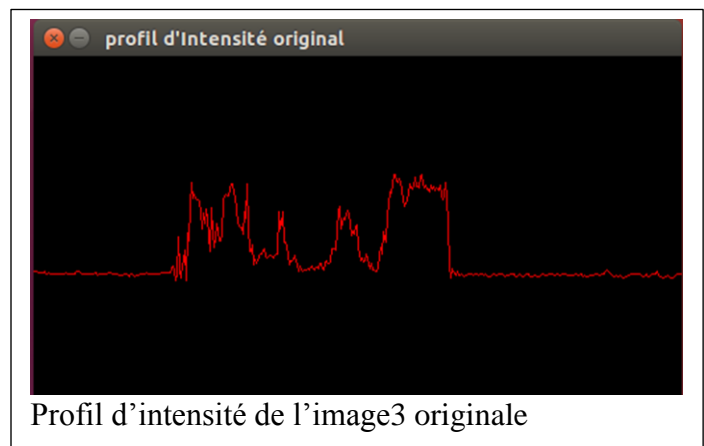 profil d'Intensité original
Profil d’intensité de l’image3 originale